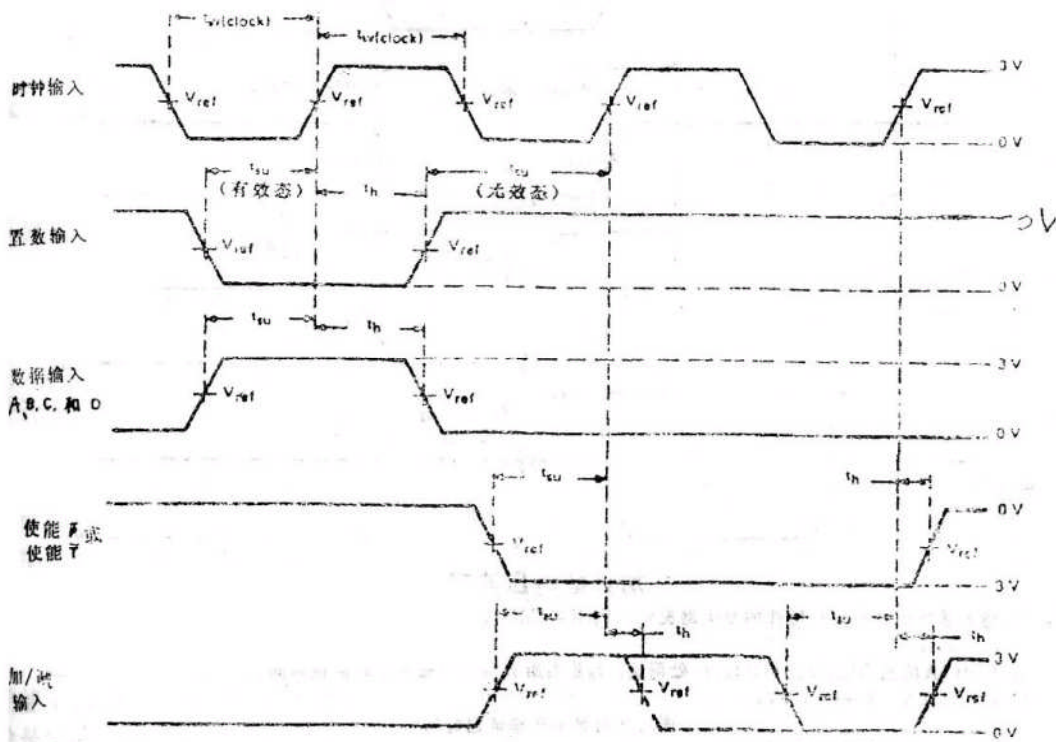 tw(clock)
tw(clock)
时钟输入
Vref
Vref
Vref
Vref
Vref
3 V
0 V
tsu
(有效态)
th
tsu
(无效态)
置数输入
Vref
Vref
0 V
tsu
th
数据输入
A, B, C, 和 D
Vref
Vref
3 V
0 V
tsu
th
使能 P̄ 或
使能 T̄
Vref
Vref
0 V
3 V
tsu
th
tsu
th
加/减
输入
Vref
Vref
Vref
Vref
3 V
0 V